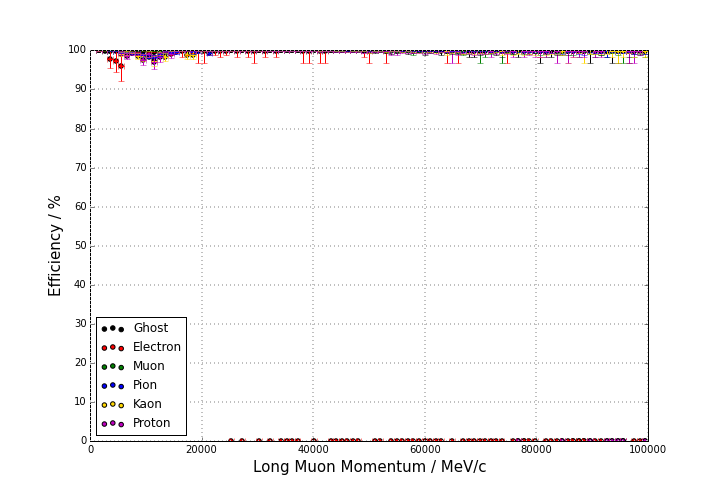 100
90
80
70
60
50
40
30
20
10
0
Efficiency / %
Ghost
Electron
Muon
Pion
Kaon
Proton
0 20000 40000 60000 80000 100000
Long Muon Momentum / MeV/c